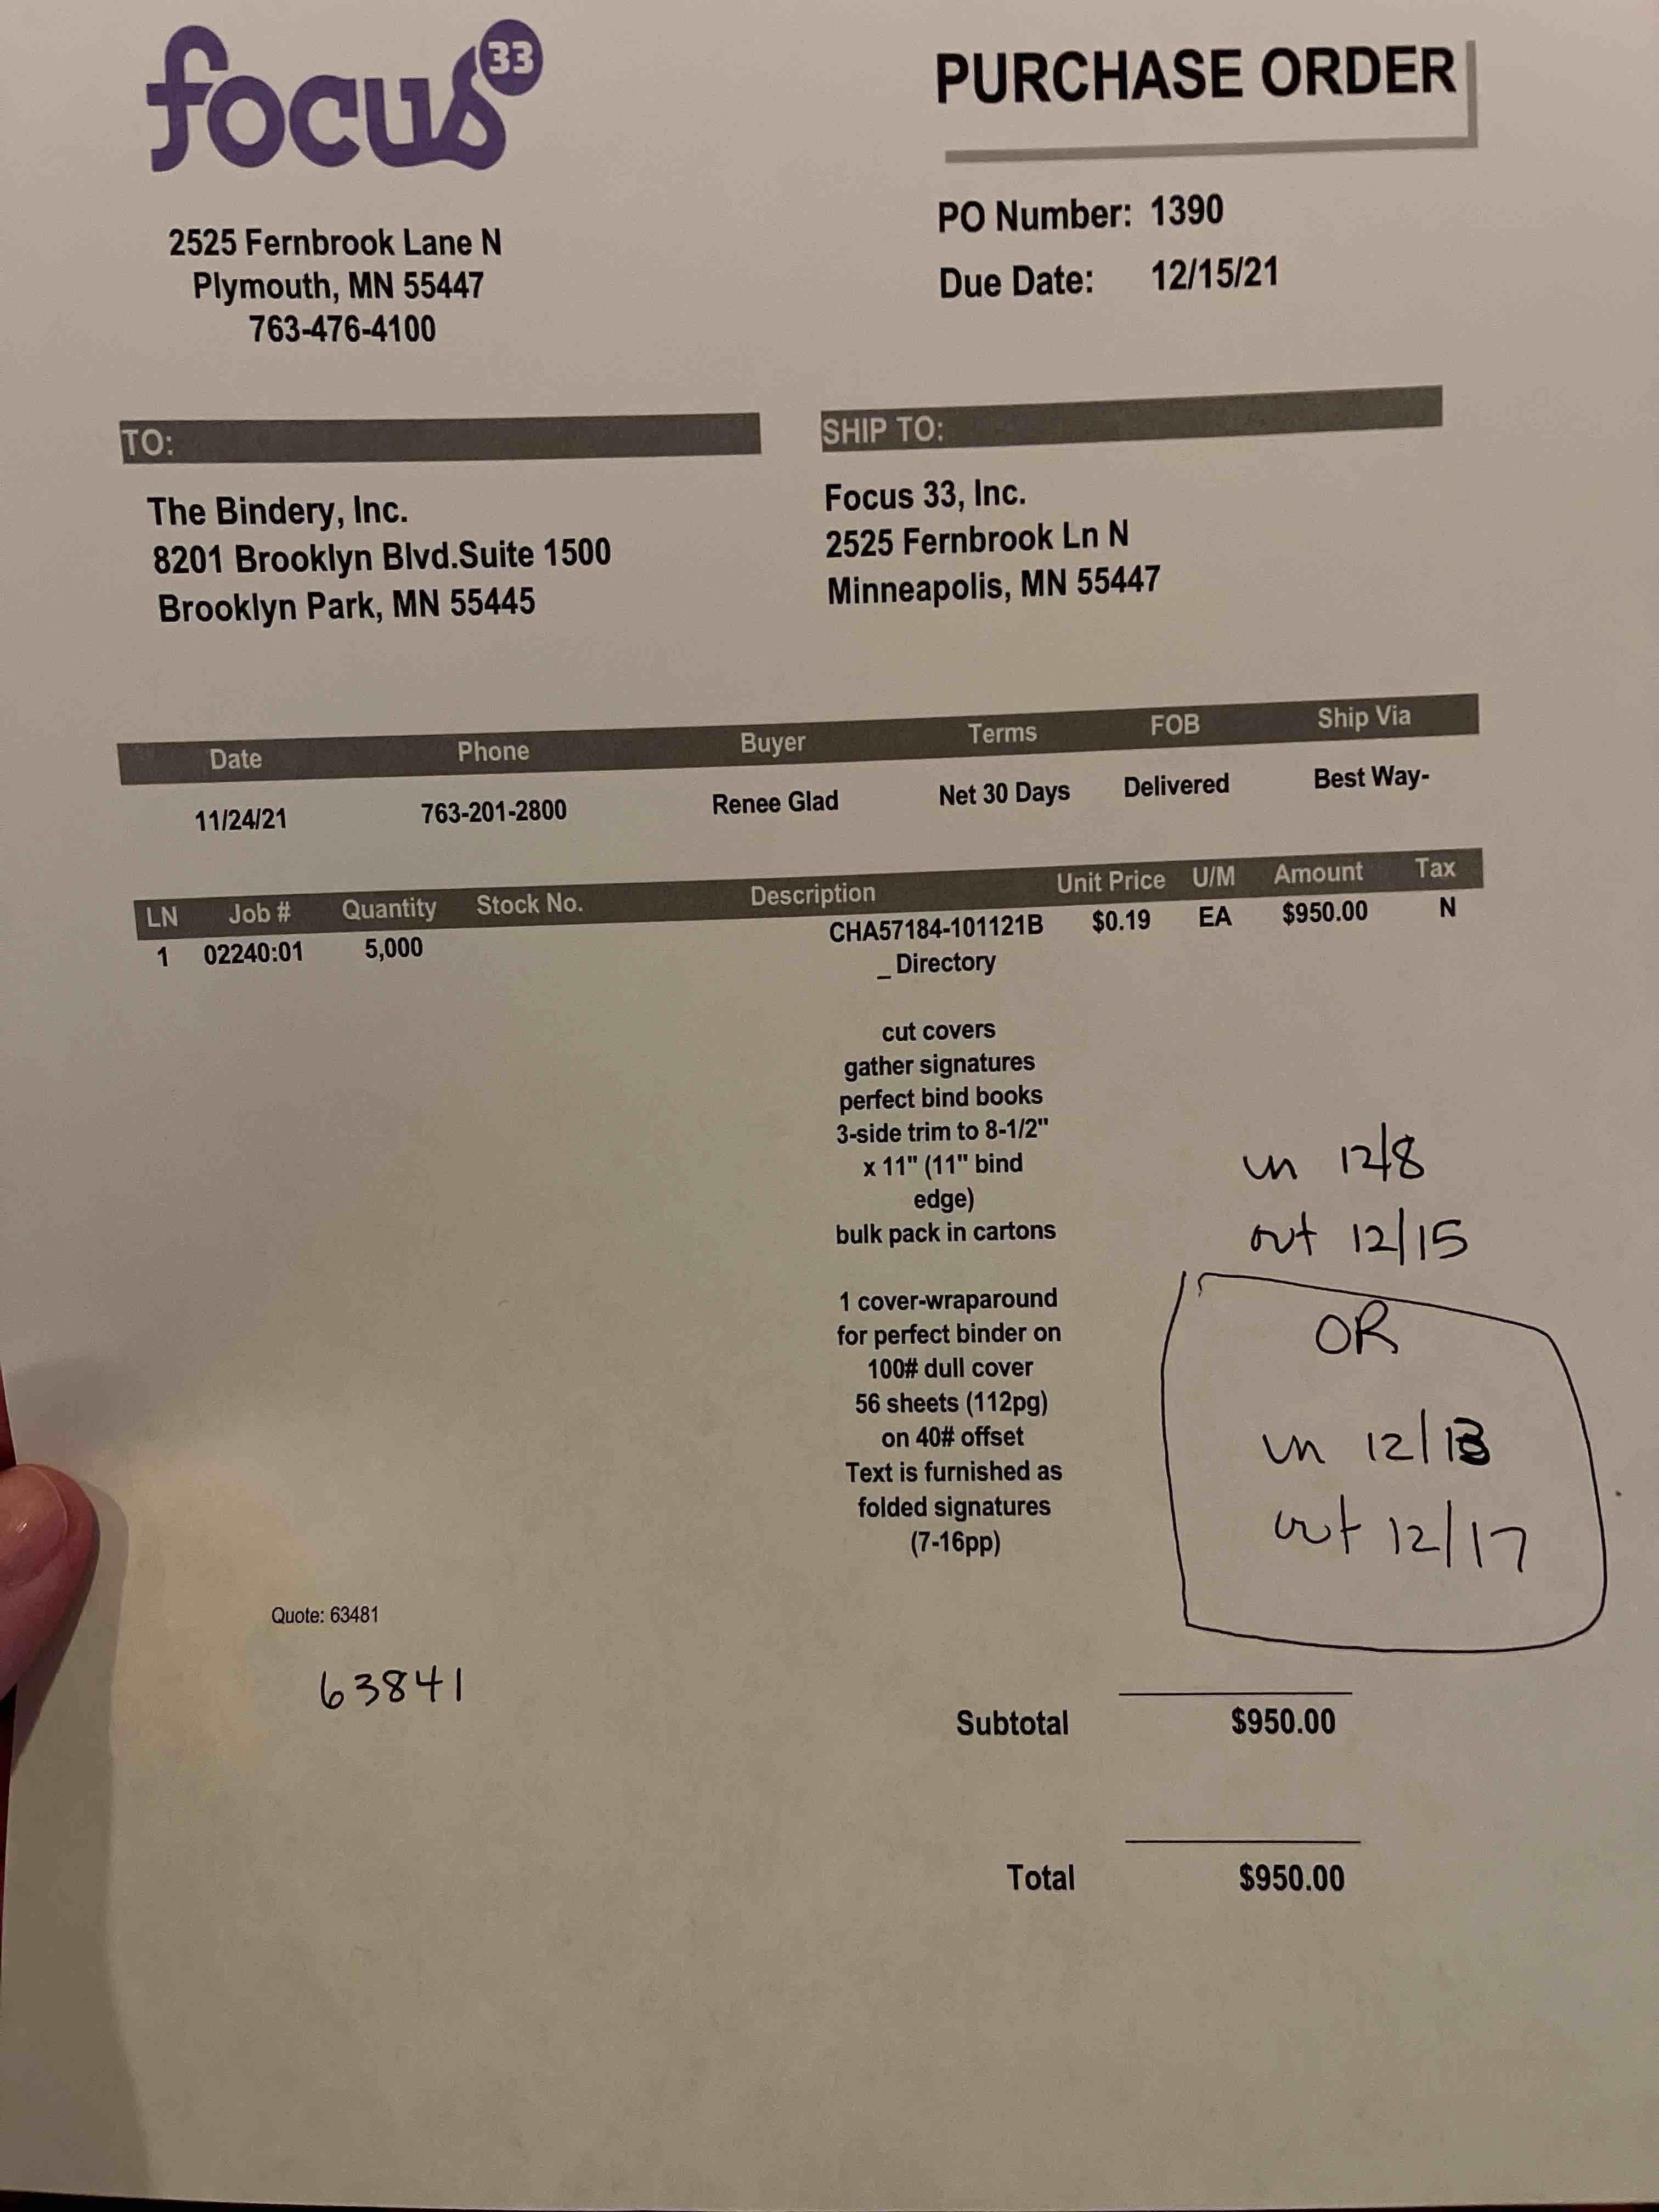 focus 33
PURCHASE ORDER
2525 Fernbrook Lane N
Plymouth, MN 55447
763-476-4100
PO Number: 1390
Due Date: 12/15/21
TO:
The Bindery, Inc.
8201 Brooklyn Blvd.Suite 1500
Brooklyn Park, MN 55445
SHIP TO:
Focus 33, Inc.
2525 Fernbrook Ln N
Minneapolis, MN 55447
Date Phone Buyer Terms FOB Ship Via
11/24/21 763-201-2800 Renee Glad Net 30 Days Delivered Best Way-
LN Job # Quantity Stock No. Description Unit Price U/M Amount Tax
1 02240:01 5,000 CHA57184-101121B $0.19 EA $950.00 N
_ Directory
cut covers
gather signatures
perfect bind books
3-side trim to 8-1/2"
x 11" (11" bind
edge)
bulk pack in cartons
1 cover-wraparound
for perfect binder on
100# dull cover
56 sheets (112pg)
on 40# offset
Text is furnished as
folded signatures
(7-16pp)
in 12/8
out 12/15
OR
in 12/13
out 12/17
Quote: 63481
63841
Subtotal $950.00
Total $950.00